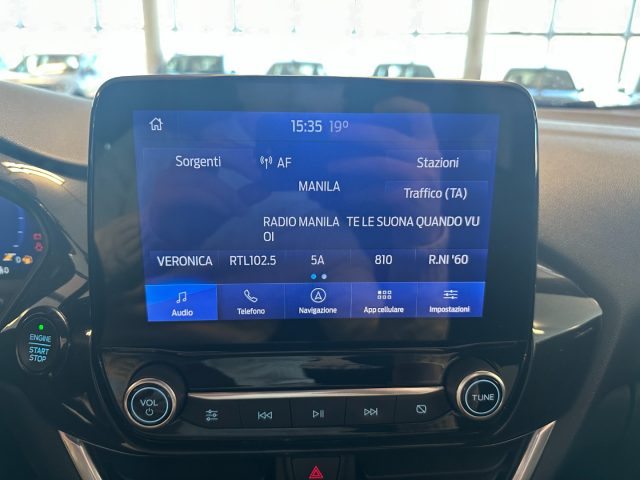 15:35 19°
Sorgenti AF Stazioni
MANILA
Traffico (TA)
RADIO MANILA TE LE SUONA QUANDO VU
OI
VERONICA RTL102.5 5A 810 R.NI '60
Audio Telefono Navigazione App cellulare Impostazioni
ENGINE
START
STOP
VOL
TUNE